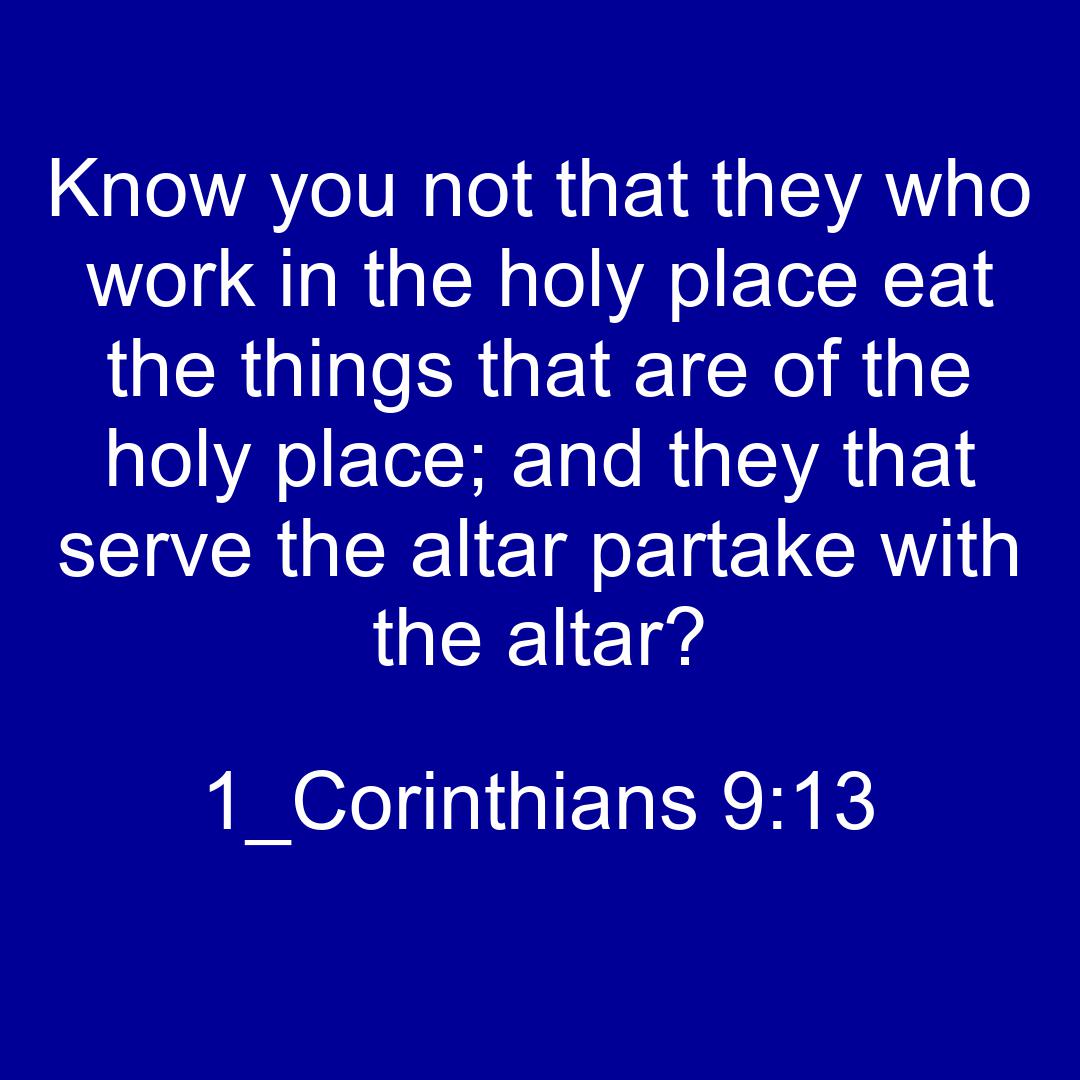 Know you not that they who
work in the holy place eat
the things that are of the
holy place; and they that
serve the altar partake with
the altar?
1_Corinthians 9:13